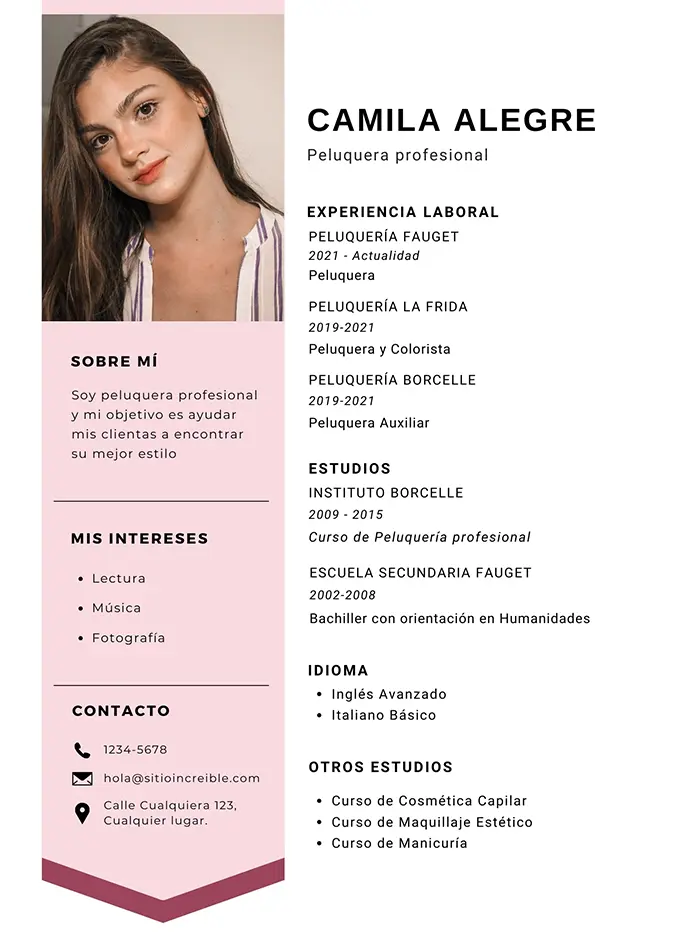 CAMILA ALEGRE
Peluquera profesional
EXPERIENCIA LABORAL
PELUQUERÍA FAUGET
2021 - Actualidad
Peluquera
PELUQUERÍA LA FRIDA
2019-2021
Peluquera y Colorista
PELUQUERÍA BORCELLE
2019-2021
Peluquera Auxiliar
ESTUDIOS
INSTITUTO BORCELLE
2009 - 2015
Curso de Peluquería profesional
ESCUELA SECUNDARIA FAUGET
2002-2008
Bachiller con orientación en Humanidades
IDIOMA
• Inglés Avanzado
• Italiano Básico
OTROS ESTUDIOS
• Curso de Cosmética Capilar
• Curso de Maquillaje Estético
• Curso de Manicuría
SOBRE MÍ
Soy peluquera profesional
y mi objetivo es ayudar
mis clientas a encontrar
su mejor estilo
MIS INTERESES
• Lectura
• Música
• Fotografía
CONTACTO
1234-5678
hola@sitioincreible.com
Calle Cualquiera 123,
Cualquier lugar.